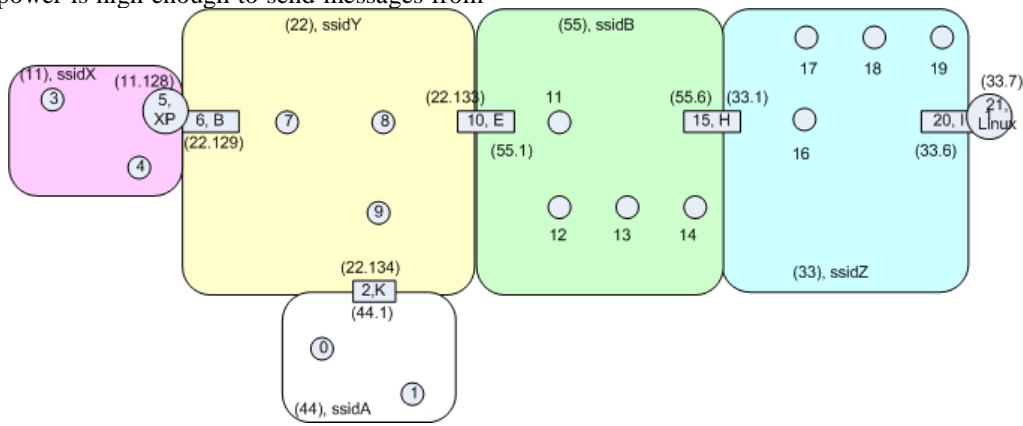 power is high enough to send messages from
(22), ssidY
(55), ssidB
17
18
19
(11), ssidX
(11.128)
(33.7)
3
5,
XP
(22.133)
11
(55.6)
(33.1)
21,
Linux
6, B
7
8
10, E
15, H
20, I
(22.129)
(55.1)
16
(33.6)
4
9
12
13
14
(22.134)
(33), ssidZ
2,K
(44.1)
0
1
(44), ssidA